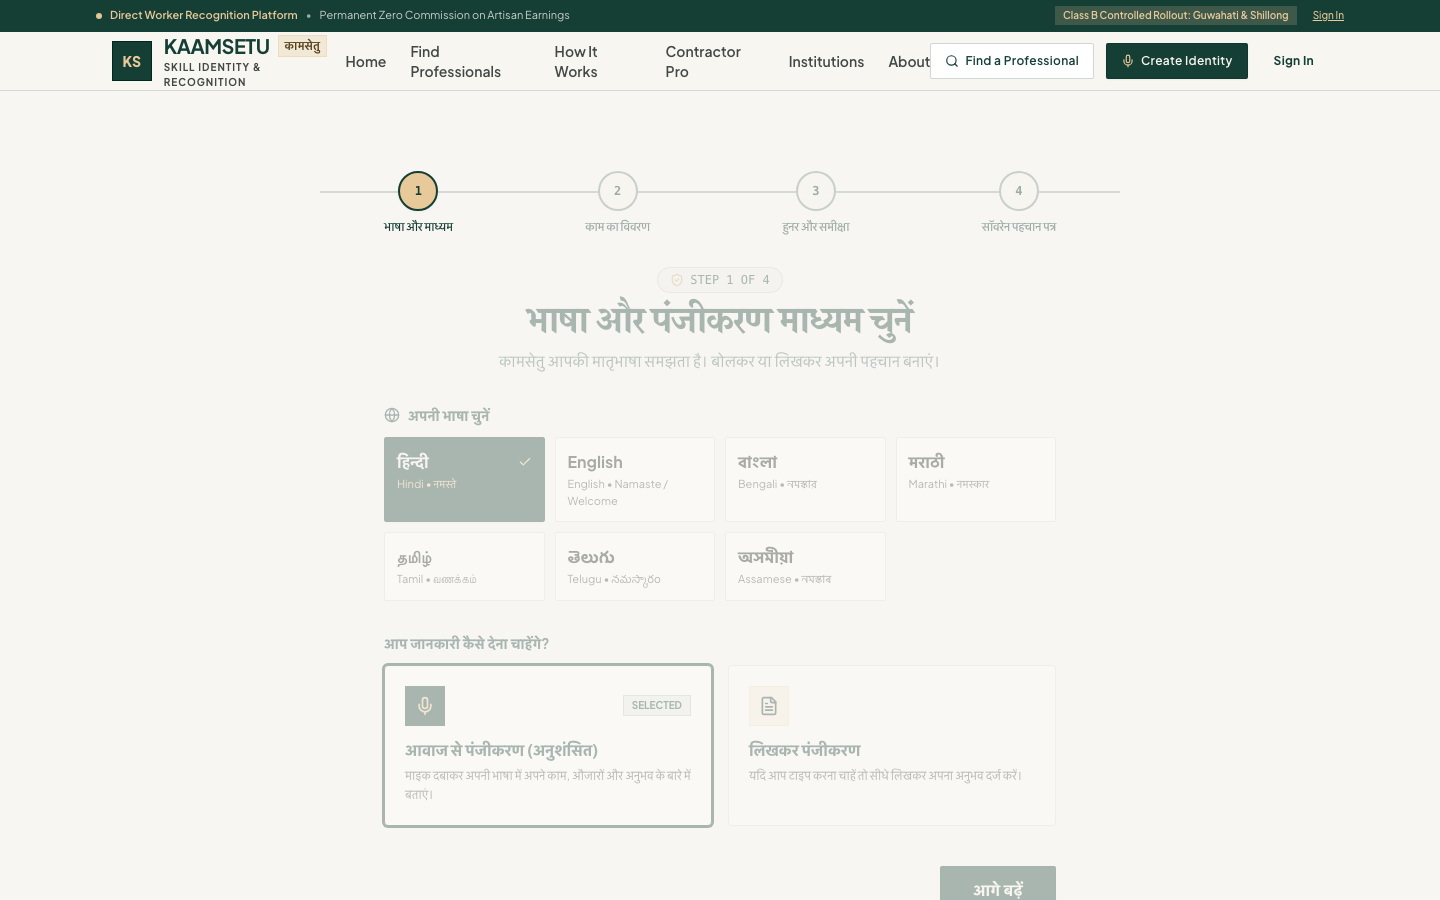 Direct Worker Recognition Platform • Permanent Zero Commission on Artisan Earnings
Class B Controlled Rollout: Guwahati & Shillong
Sign In
KS
KAAMSETU कामसेतु
SKILL IDENTITY &
RECOGNITION
Home
Find
Professionals
How It
Works
Contractor
Pro
Institutions
About
Find a Professional
Create Identity
Sign In
1
2
3
4
भाषा और माध्यम
काम का विवरण
हुनर और समीक्षा
सॉवरेन पहचान पत्र
STEP 1 OF 4
भाषा और पंजीकरण माध्यम चुनें
कामसेतु आपकी मातृभाषा समझता है। बोलकर या लिखकर अपनी पहचान बनाएं।
अपनी भाषा चुनें
हिन्दी
Hindi • नमस्ते
English
English • Namaste /
Welcome
বাংলা
Bengali • নমস্কার
मराठी
Marathi • नमस्कार
தமிழ்
Tamil • வணக்கம்
తెలుగు
Telugu • నమస్కారం
অসমীয়া
Assamese • নমস্কাৰ
आप जानकारी कैसे देना चाहेंगे?
SELECTED
आवाज से पंजीकरण (अनुशंसित)
माइक दबाकर अपनी भाषा में अपने काम, औजारों और अनुभव के बारे में
बताएं।
लिखकर पंजीकरण
यदि आप टाइप करना चाहें तो सीधे लिखकर अपना अनुभव दर्ज करें।
आगे बढ़ें